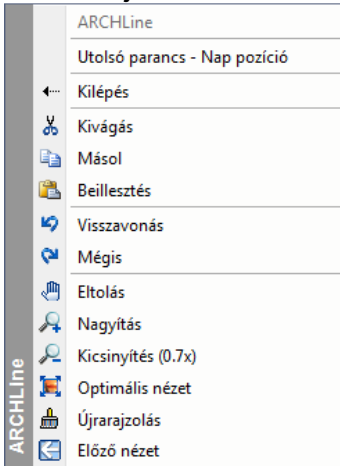 ARCHLine
Utolsó parancs - Nap pozíció
Kilépés
Kivágás
Másol
Beillesztés
Visszavonás
Mégis
Eltolás
Nagyítás
Kicsinyítés (0.7x)
Optimális nézet
Újrarajzolás
Előző nézet
ARCHLIne